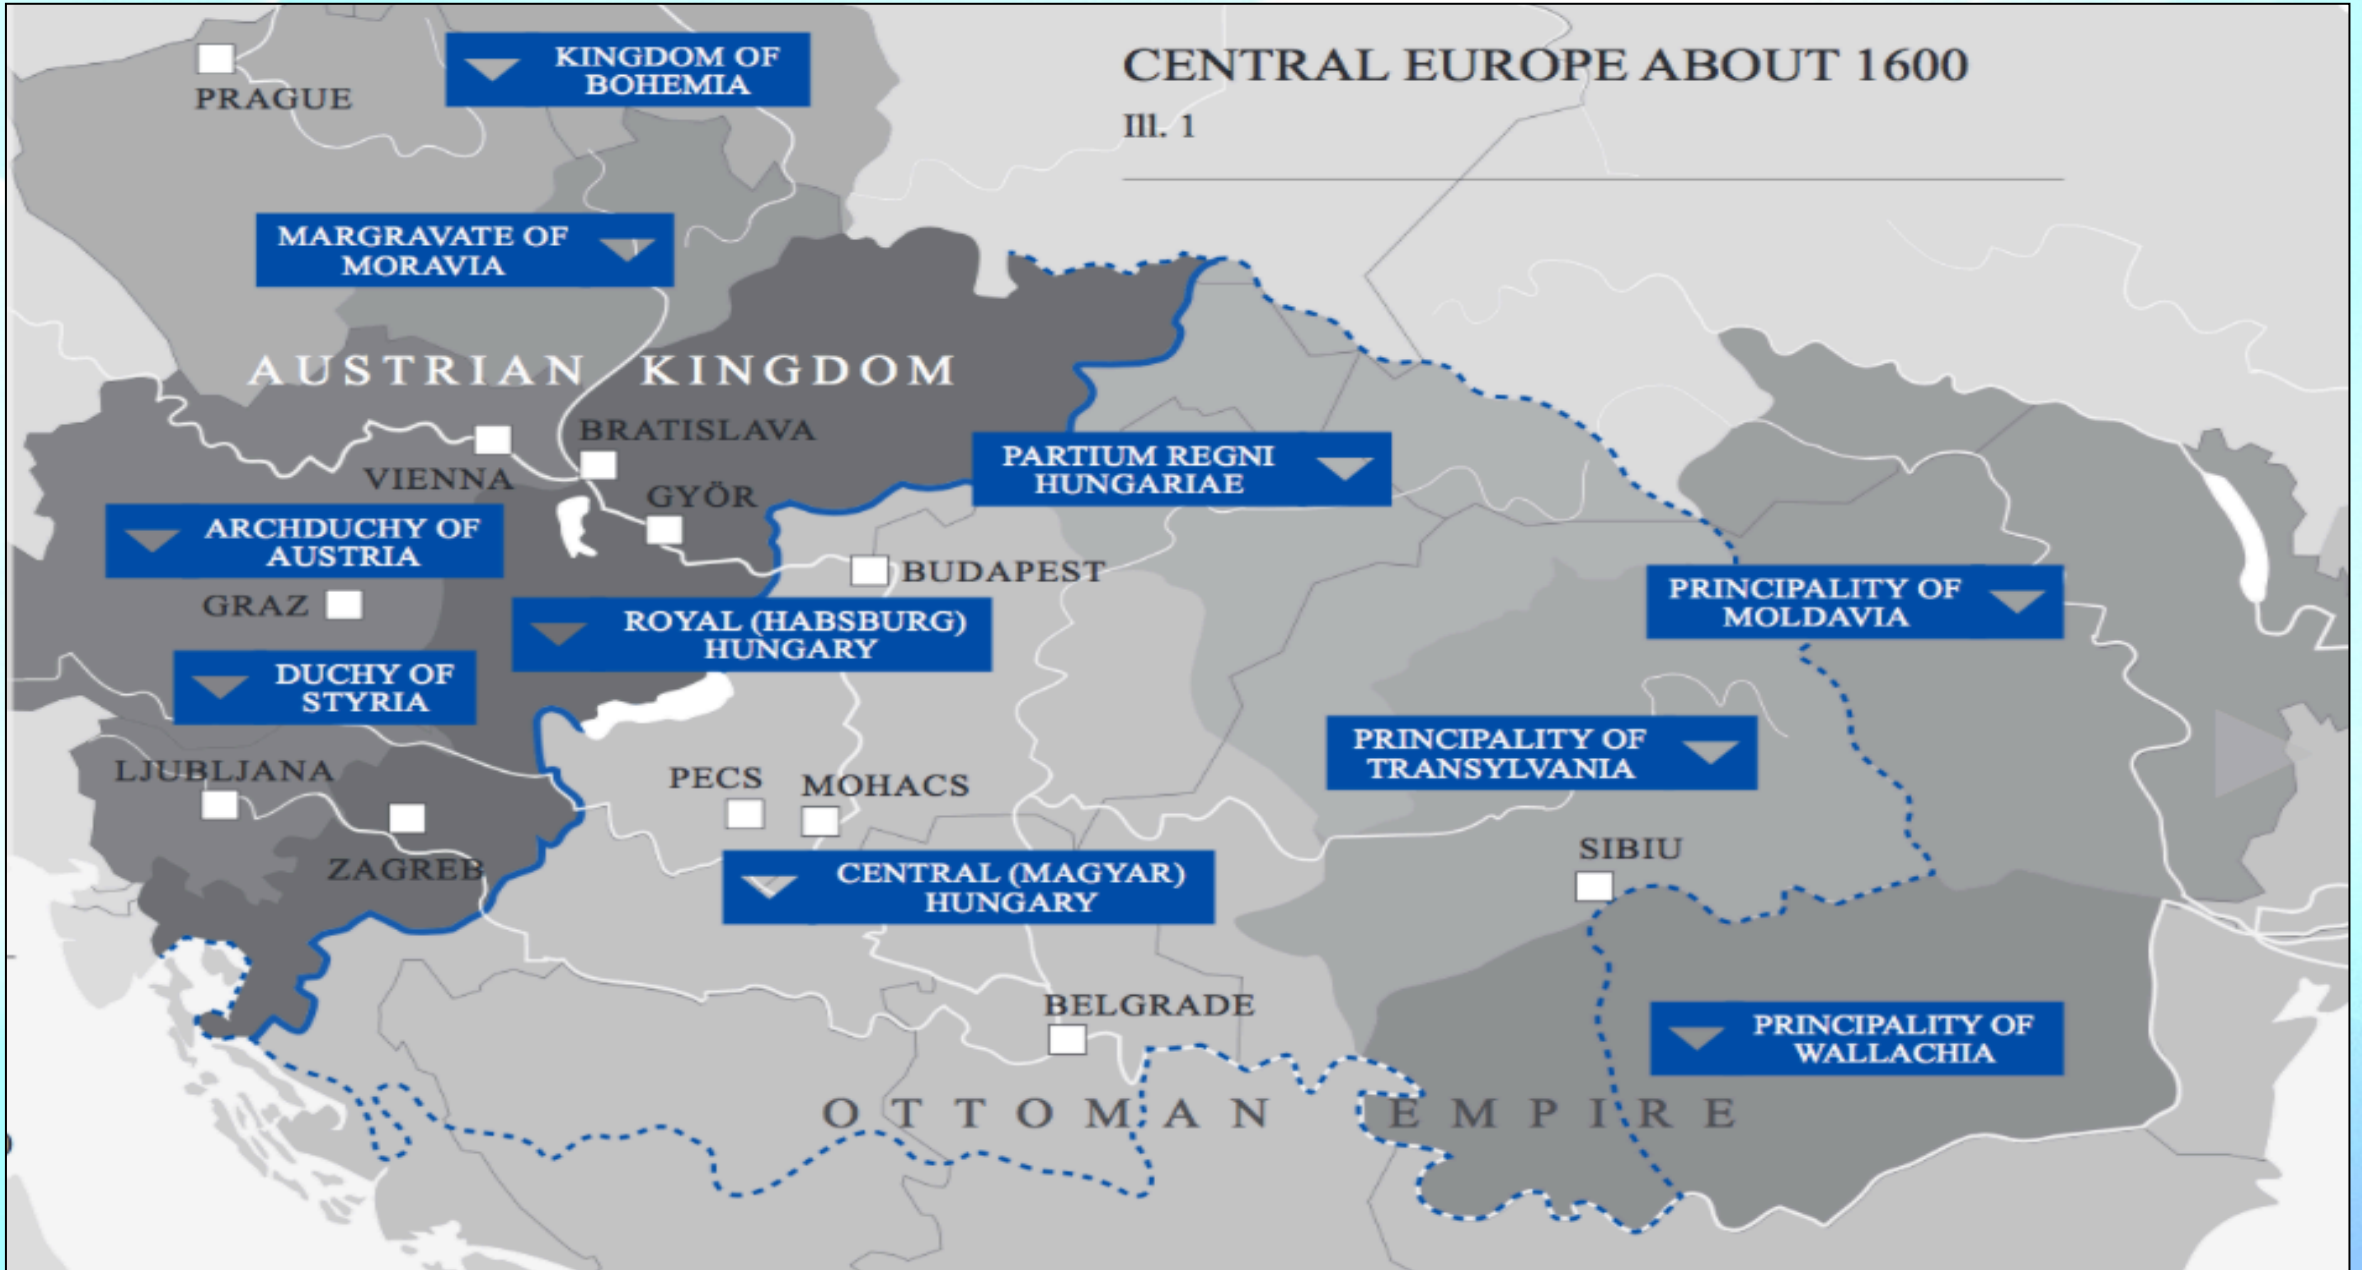 CENTRAL EUROPE ABOUT 1600
Ill. 1
KINGDOM OF
BOHEMIA
PRAGUE
MARGRAVATE OF
MORAVIA
AUSTRIAN KINGDOM
BRATISLAVA
VIENNA
GYÖR
PARTIUM REGNI
HUNGARIAE
ARCHDUCHY OF
AUSTRIA
BUDAPEST
GRAZ
ROYAL (HABSBURG)
HUNGARY
PRINCIPALITY OF
MOLDAVIA
DUCHY OF
STYRIA
PRINCIPALITY OF
TRANSYLVANIA
LJUBLJANA
PECS
MOHACS
ZAGREB
CENTRAL (MAGYAR)
HUNGARY
SIBIU
BELGRADE
PRINCIPALITY OF
WALLACHIA
OTTOMAN EMPIRE